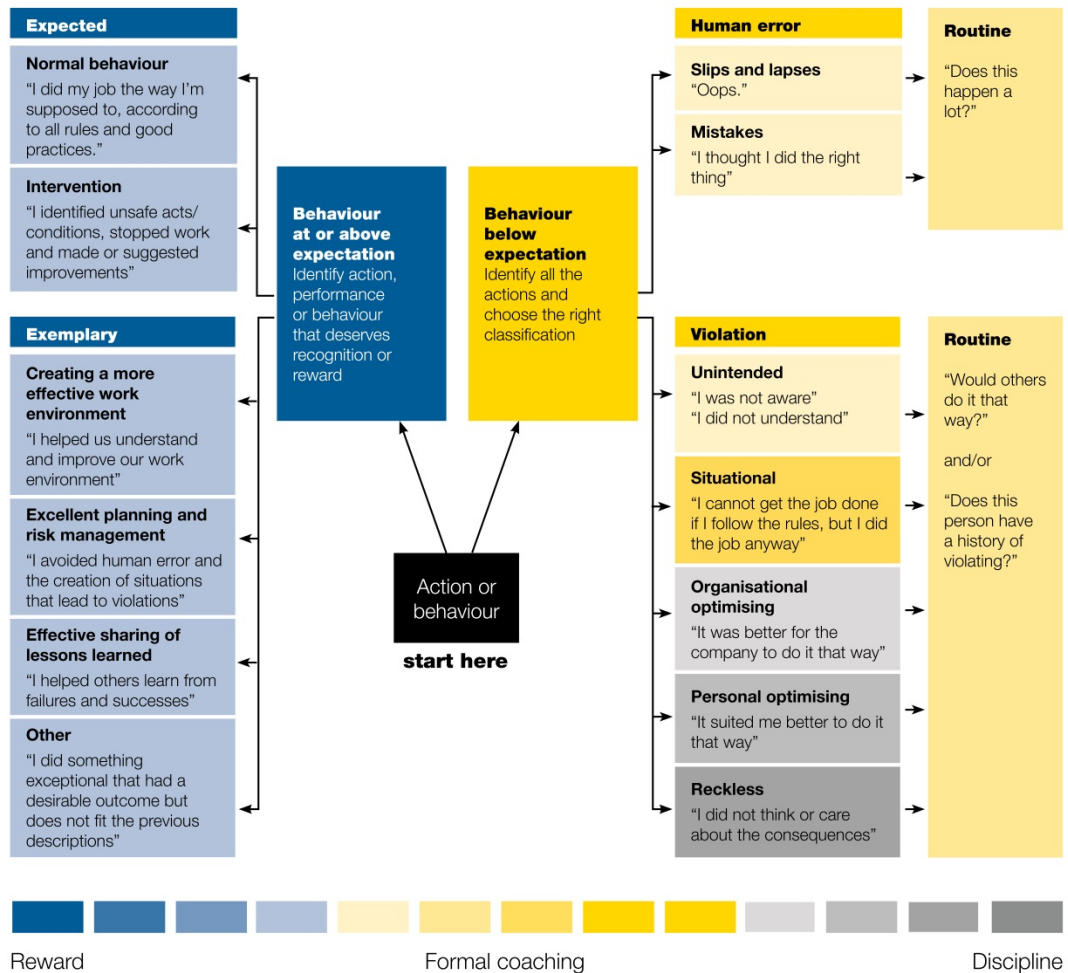 Expected
Normal behaviour
“I did my job the way I’m
supposed to, according
to all rules and good
practices.”
Intervention
“I identified unsafe acts/
conditions, stopped work
and made or suggested
improvements”
Exemplary
Creating a more
effective work
environment
“I helped us understand
and improve our work
environment”
Excellent planning and
risk management
“I avoided human error and
the creation of situations
that lead to violations”
Effective sharing of
lessons learned
“I helped others learn from
failures and successes”
Other
“I did something
exceptional that had a
desirable outcome but
does not fit the previous
descriptions”
Behaviour
at or above
expectation
Identify action,
performance
or behaviour
that deserves
recognition or
reward
Behaviour
below
expectation
Identify all the
actions and
choose the right
classification
Action or
behaviour
start here
Human error
Slips and lapses
“Oops.”
Mistakes
“I thought I did the right
thing”
Routine
“Does this
happen a
lot?”
Violation
Unintended
“I was not aware”
“I did not understand”
Situational
“I cannot get the job done
if I follow the rules, but I did
the job anyway”
Organisational
optimising
“It was better for the
company to do it that way”
Personal optimising
“It suited me better to do it
that way”
Reckless
“I did not think or care
about the consequences”
Routine
“Would others
do it that
way?”
and/or
“Does this
person have
a history of
violating?”
Reward
Formal coaching
Discipline